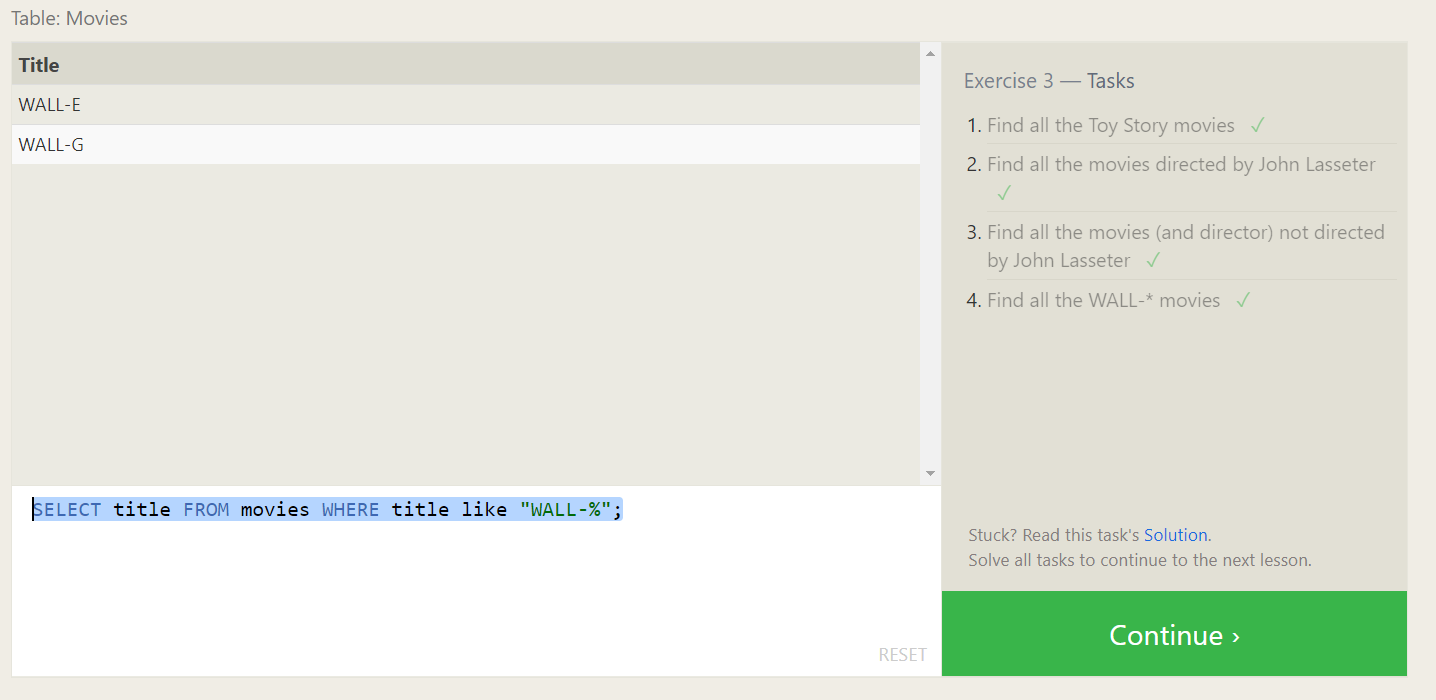 Table: Movies
Title
WALL-E
WALL-G
SELECT title FROM movies WHERE title like "WALL-%";
RESET
Exercise 3 — Tasks
1. Find all the Toy Story movies ✓
2. Find all the movies directed by John Lasseter
✓
3. Find all the movies (and director) not directed
by John Lasseter ✓
4. Find all the WALL-* movies ✓
Stuck? Read this task's Solution.
Solve all tasks to continue to the next lesson.
Continue ›